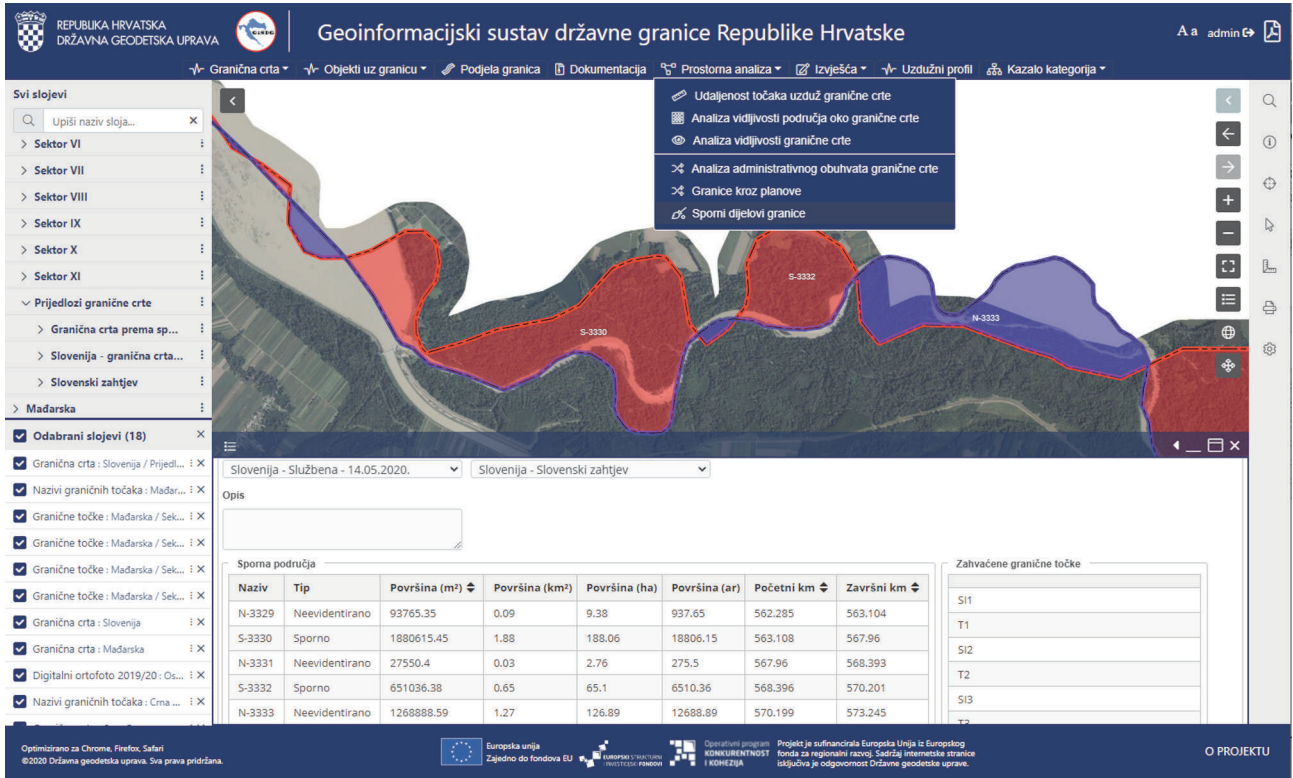 REPUBLIKA HRVATSKA
DRŽAVNA GEODETSKA UPRAVA
GISDG
Geoinformacijski sustav državne granice Republike Hrvatske
A a admin
Granična crta
Objekti uz granicu
Podjela granica
Dokumentacija
Prostorna analiza
Izvješća
Uzdužni profil
Kazalo kategorija
Udaljenost točaka uzduž granične crte
Analiza vidljivosti područja oko granične crte
Analiza vidljivosti granične crte
Analiza administrativnog obuhvata granične crte
Granice kroz planove
Sporni dijelovi granice
Svi slojevi
Upiši naziv sloja...
Sektor VI
Sektor VII
Sektor VIII
Sektor IX
Sektor X
Sektor XI
Prijedlozi granične crte
Granična crta prema sp...
Slovenija - granična crta...
Slovenski zahtjev
Mađarska
Odabrani slojevi (18)
Granična crta : Slovenija / Prijedl...
Nazivi graničnih točaka : Mađar...
Granične točke : Mađarska / Sek...
Granične točke : Mađarska / Sek...
Granične točke : Mađarska / Sek...
Granične točke : Mađarska / Sek...
Granična crta : Slovenija
Granična crta : Mađarska
Digitalni ortofoto 2019/20 : Os...
Nazivi graničnih točaka : Crna ...
S-3330
S-3332
N-3333
Slovenija - Službena - 14.05.2020.
Slovenija - Slovenski zahtjev
Opis
Sporna područja
Naziv Tip Površina (m²) Površina (km²) Površina (ha) Površina (ar) Početni km Završni km
N-3329 Neevidentirano 93765.35 0.09 9.38 937.65 562.285 563.104
S-3330 Sporno 1880615.45 1.88 188.06 18806.15 563.108 567.96
N-3331 Neevidentirano 27550.4 0.03 2.76 275.5 567.96 568.393
S-3332 Sporno 651036.38 0.65 65.1 6510.36 568.396 570.201
N-3333 Neevidentirano 1268888.59 1.27 126.89 12688.89 570.199 573.245
Zahvaćene granične točke
SI1
T1
SI2
T2
SI3
T3
Optimizirano za Chrome, Firefox, Safari
©2020 Državna geodetska uprava. Sva prava pridržana.
Europska unija
Zajedno do fondova EU
EUROPSKI STRUKTURNI
I INVESTICIJSKI FONDOVI
Operativni program
KONKURENTNOST
I KOHEZIJA
Projekt je sufinancirala Europska Unija iz Europskog
fonda za regionalni razvoj. Sadržaj internetske stranice
isključiva je odgovornost Državne geodetske uprave.
O PROJEKTU